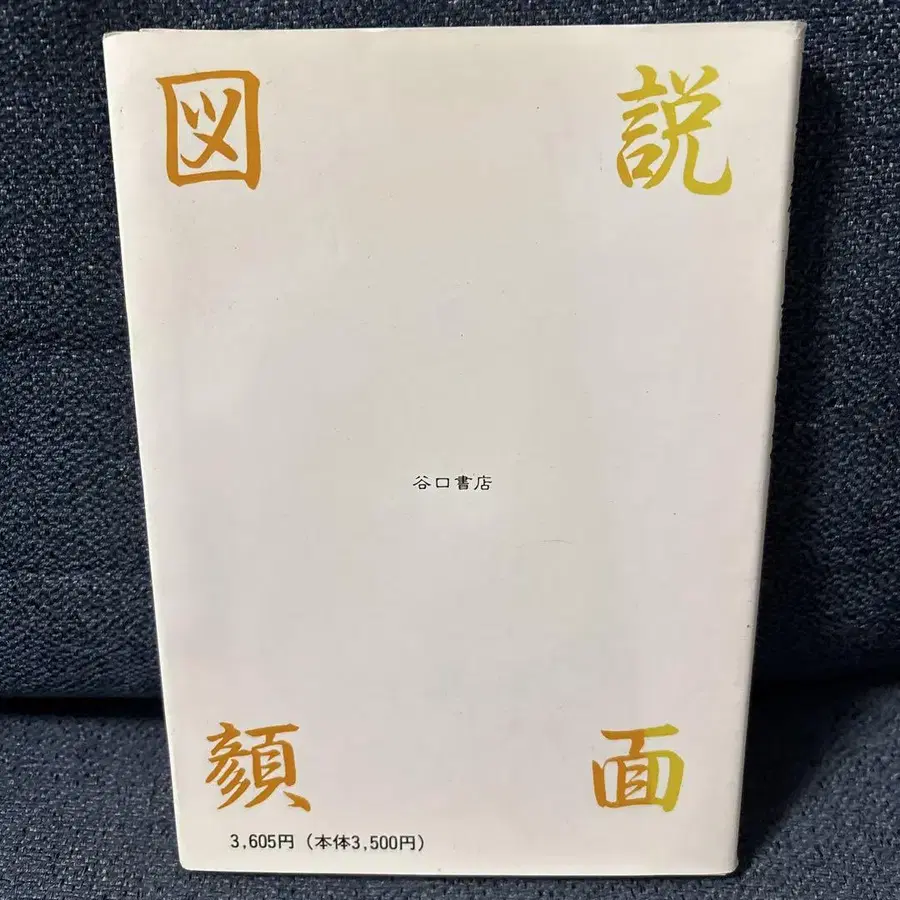 図 説
谷口書店
顔 面
3,605円（本体3,500円）